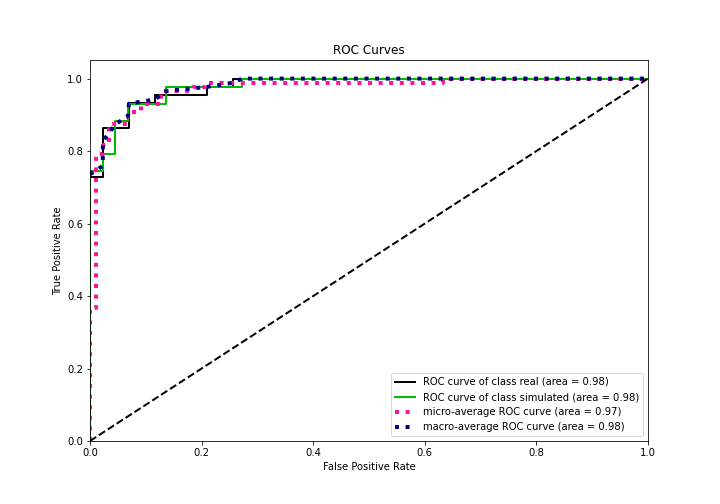 ROC Curves
True Positive Rate
1.0
0.8
0.6
0.4
0.2
0.0
0.0 0.2 0.4 0.6 0.8 1.0
False Positive Rate
ROC curve of class real (area = 0.98)
ROC curve of class simulated (area = 0.98)
micro-average ROC curve (area = 0.97)
macro-average ROC curve (area = 0.98)